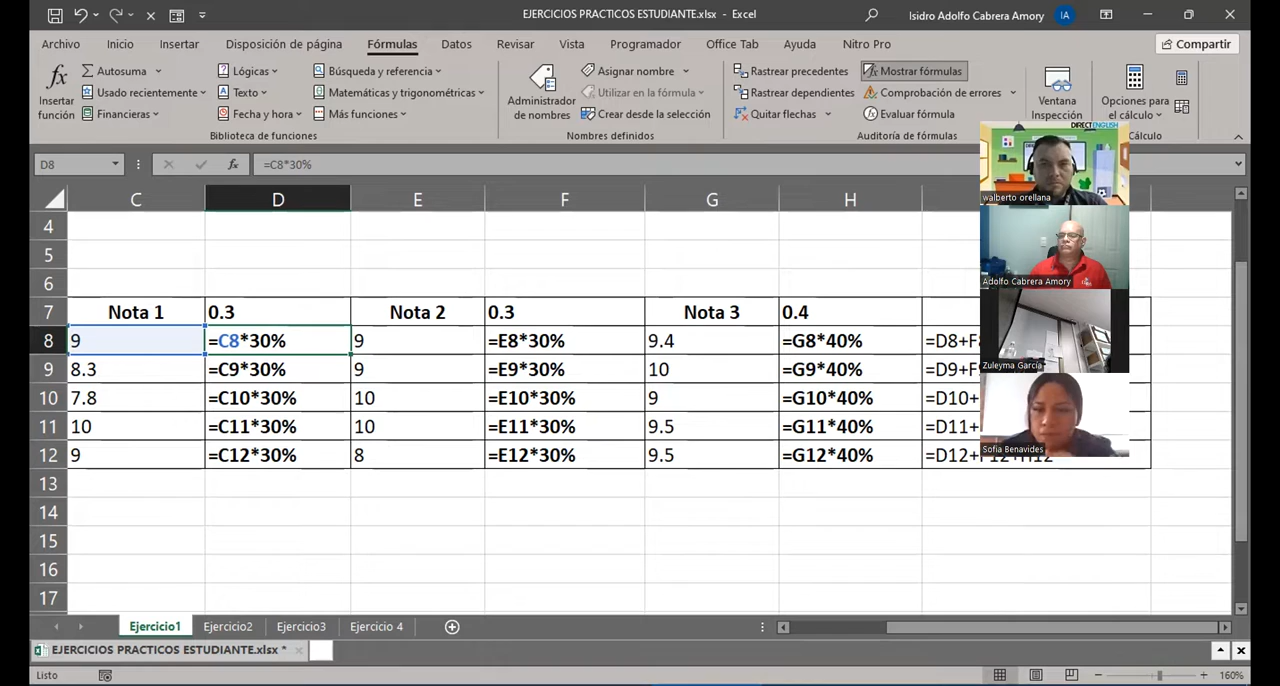 EJERCICIOS PRACTICOS ESTUDIANTE.xlsx - Excel
Isidro Adolfo Cabrera Amory IA
Archivo Inicio Insertar Disposición de página Fórmulas Datos Revisar Vista Programador Office Tab Ayuda Nitro Pro Compartir
fx Insertar función
Autosuma
Usado recientemente
Financieras
Lógicas
Texto
Fecha y hora
Búsqueda y referencia
Matemáticas y trigonométricas
Más funciones
Biblioteca de funciones
Administrador de nombres
Asignar nombre
Utilizar en la fórmula
Crear desde la selección
Nombres definidos
Rastrear precedentes
Rastrear dependientes
Quitar flechas
Mostrar fórmulas
Comprobación de errores
Evaluar fórmula
Auditoría de fórmulas
Ventana Inspección
Opciones para el cálculo
Cálculo
D8 fx =C8*30%
C D E F G H
4
5
6
7 Nota 1 0.3 Nota 2 0.3 Nota 3 0.4
8 9 =C8*30% 9 =E8*30% 9.4 =G8*40% =D8+F8
9 8.3 =C9*30% 9 =E9*30% 10 =G9*40% =D9+F
10 7.8 =C10*30% 10 =E10*30% 9 =G10*40% =D10+
11 10 =C11*30% 10 =E11*30% 9.5 =G11*40% =D11+
12 9 =C12*30% 8 =E12*30% 9.5 =G12*40% =D12+F12+H12
13
14
15
16
17
DIRECT ENGLISH
walberto orellana
Adolfo Cabrera Amory
Zuleyma Garcia
Sofia Benavides
Ejercicio1 Ejercicio2 Ejercicio3 Ejercicio 4
EJERCICIOS PRACTICOS ESTUDIANTE.xlsx *
Listo
160%